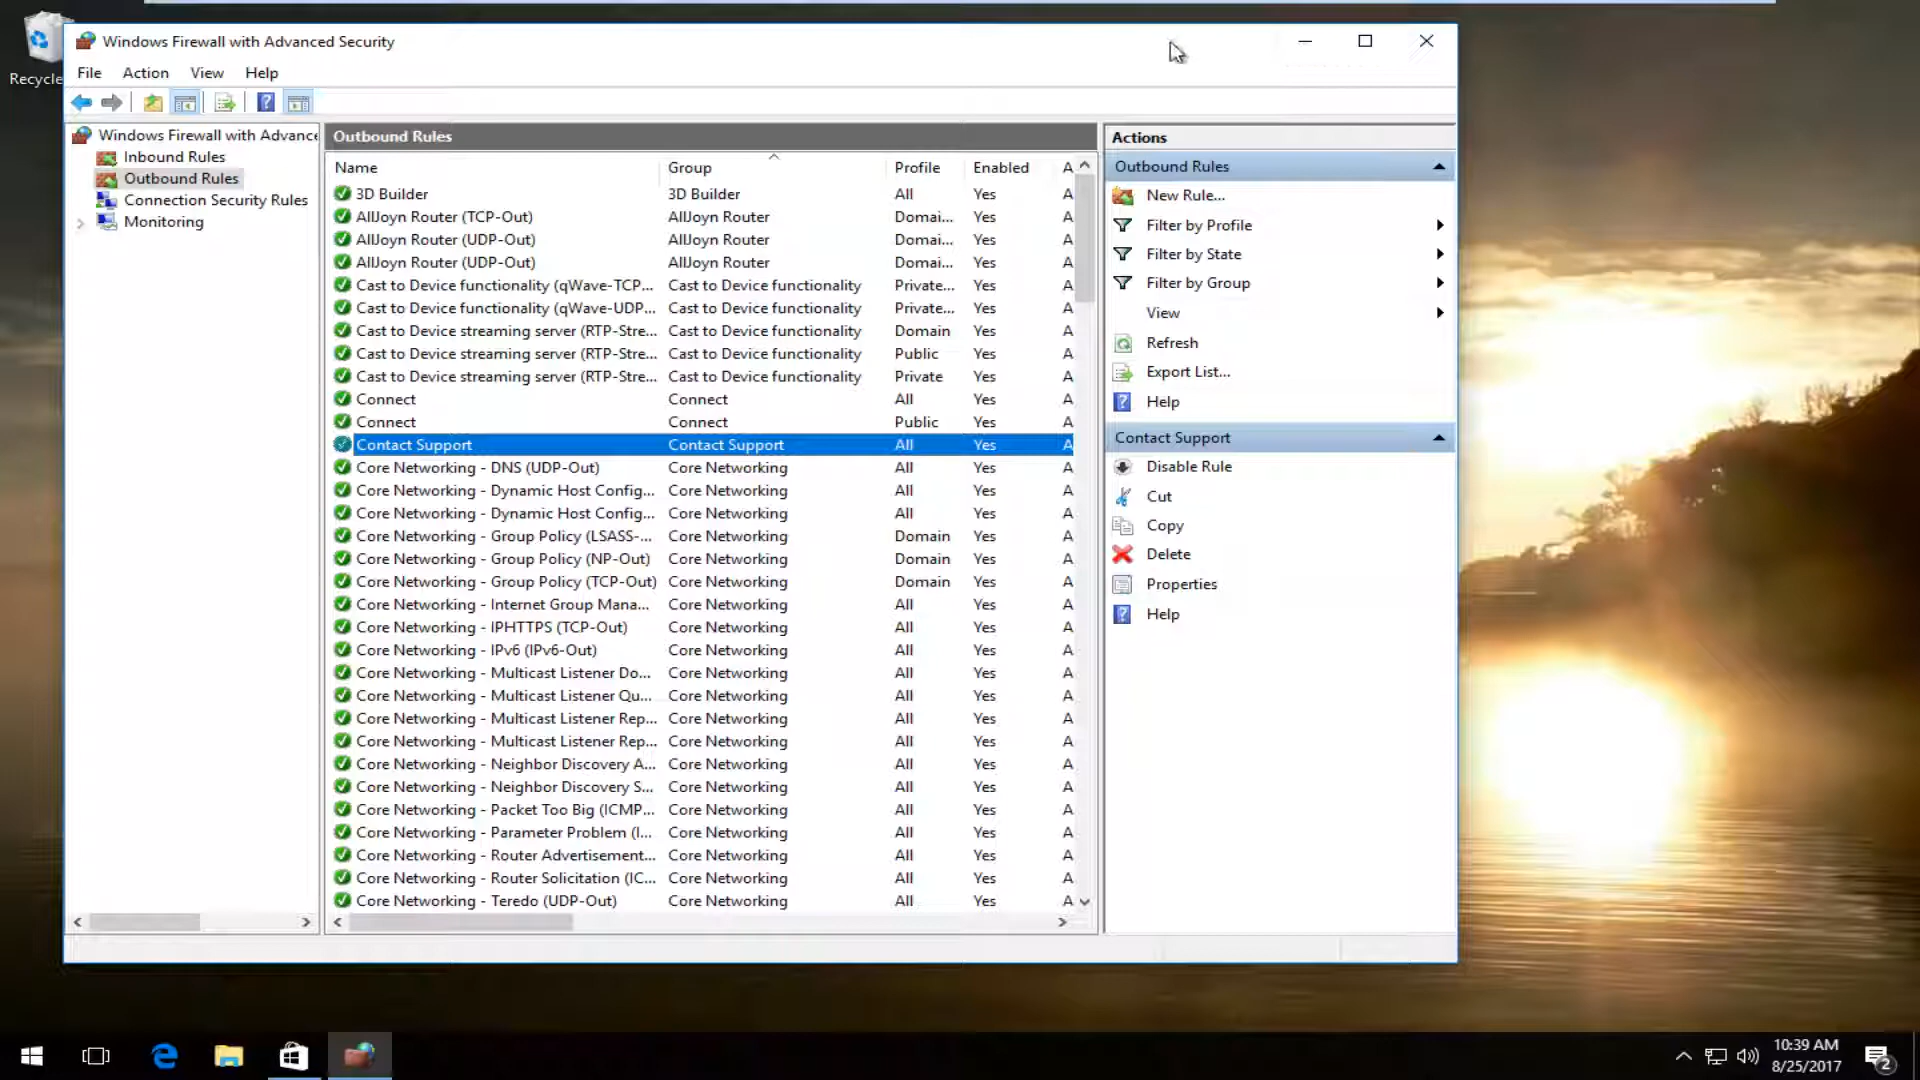 Recycle
Windows Firewall with Advanced Security
File Action View Help
Windows Firewall with Advance
Inbound Rules
Outbound Rules
Connection Security Rules
Monitoring
Outbound Rules
Name Group Profile Enabled A
3D Builder 3D Builder All Yes A
AllJoyn Router (TCP-Out) AllJoyn Router Domai... Yes A
AllJoyn Router (UDP-Out) AllJoyn Router Domai... Yes A
AllJoyn Router (UDP-Out) AllJoyn Router Domai... Yes A
Cast to Device functionality (qWave-TCP... Cast to Device functionality Private... Yes A
Cast to Device functionality (qWave-UDP... Cast to Device functionality Private... Yes A
Cast to Device streaming server (RTP-Stre... Cast to Device functionality Domain Yes A
Cast to Device streaming server (RTP-Stre... Cast to Device functionality Public Yes A
Cast to Device streaming server (RTP-Stre... Cast to Device functionality Private Yes A
Connect Connect All Yes A
Connect Connect Public Yes A
Contact Support Contact Support All Yes A
Core Networking - DNS (UDP-Out) Core Networking All Yes A
Core Networking - Dynamic Host Config... Core Networking All Yes A
Core Networking - Dynamic Host Config... Core Networking All Yes A
Core Networking - Group Policy (LSASS-... Core Networking Domain Yes A
Core Networking - Group Policy (NP-Out) Core Networking Domain Yes A
Core Networking - Group Policy (TCP-Out) Core Networking Domain Yes A
Core Networking - Internet Group Mana... Core Networking All Yes A
Core Networking - IPHTTPS (TCP-Out) Core Networking All Yes A
Core Networking - IPv6 (IPv6-Out) Core Networking All Yes A
Core Networking - Multicast Listener Do... Core Networking All Yes A
Core Networking - Multicast Listener Qu... Core Networking All Yes A
Core Networking - Multicast Listener Rep... Core Networking All Yes A
Core Networking - Multicast Listener Rep... Core Networking All Yes A
Core Networking - Neighbor Discovery A... Core Networking All Yes A
Core Networking - Neighbor Discovery S... Core Networking All Yes A
Core Networking - Packet Too Big (ICMP... Core Networking All Yes A
Core Networking - Parameter Problem (I... Core Networking All Yes A
Core Networking - Router Advertisement... Core Networking All Yes A
Core Networking - Router Solicitation (IC... Core Networking All Yes A
Core Networking - Teredo (UDP-Out) Core Networking All Yes A
Actions
Outbound Rules
New Rule...
Filter by Profile
Filter by State
Filter by Group
View
Refresh
Export List...
Help
Contact Support
Disable Rule
Cut
Copy
Delete
Properties
Help
10:39 AM
8/25/2017
2